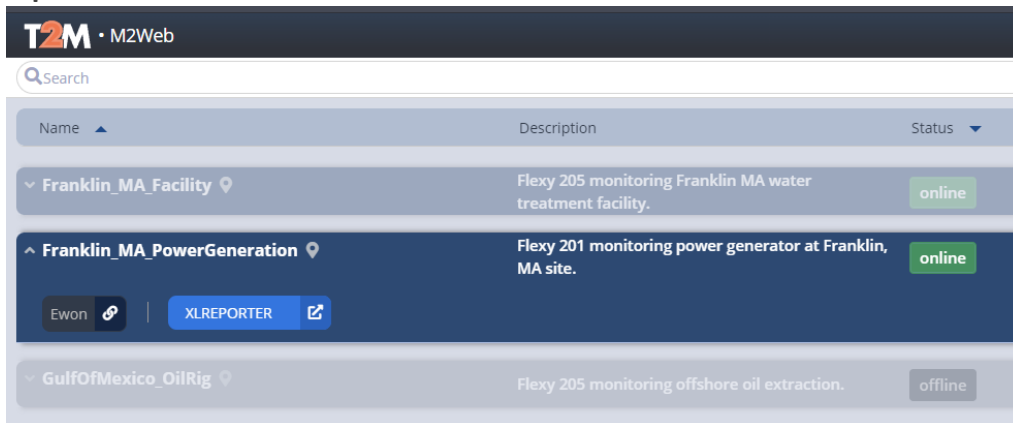 T2M • M2Web
Search
Name Description Status
Franklin_MA_Facility Flexy 205 monitoring Franklin MA water online
treatment facility.
Franklin_MA_PowerGeneration Flexy 201 monitoring power generator at Franklin, online
MA site.
Ewon XLREPORTER
GulfOfMexico_OilRig Flexy 205 monitoring offshore oil extraction. offline